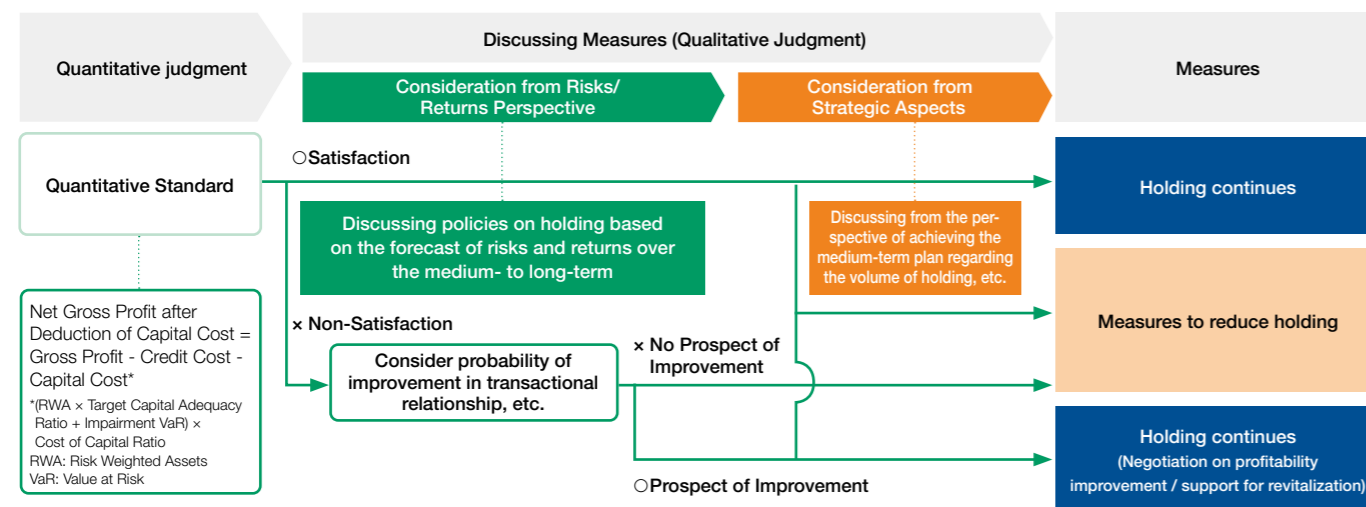 Quantitative judgment
Discussing Measures (Qualitative Judgment)
Consideration from Risks/
Returns Perspective
Consideration from
Strategic Aspects
Measures
Quantitative Standard
○Satisfaction
Holding continues
Discussing policies on holding based
on the forecast of risks and returns over
the medium- to long-term
Discussing from the per-
spective of achieving the
medium-term plan regarding
the volume of holding, etc.
Net Gross Profit after
Deduction of Capital Cost =
Gross Profit - Credit Cost -
Capital Cost*
*(RWA × Target Capital Adequacy
Ratio + Impairment VaR) ×
Cost of Capital Ratio
RWA: Risk Weighted Assets
VaR: Value at Risk
× Non-Satisfaction
Consider probability of
improvement in transactional
relationship, etc.
× No Prospect of
Improvement
Measures to reduce holding
○Prospect of Improvement
Holding continues
(Negotiation on profitability
improvement / support for revitalization)